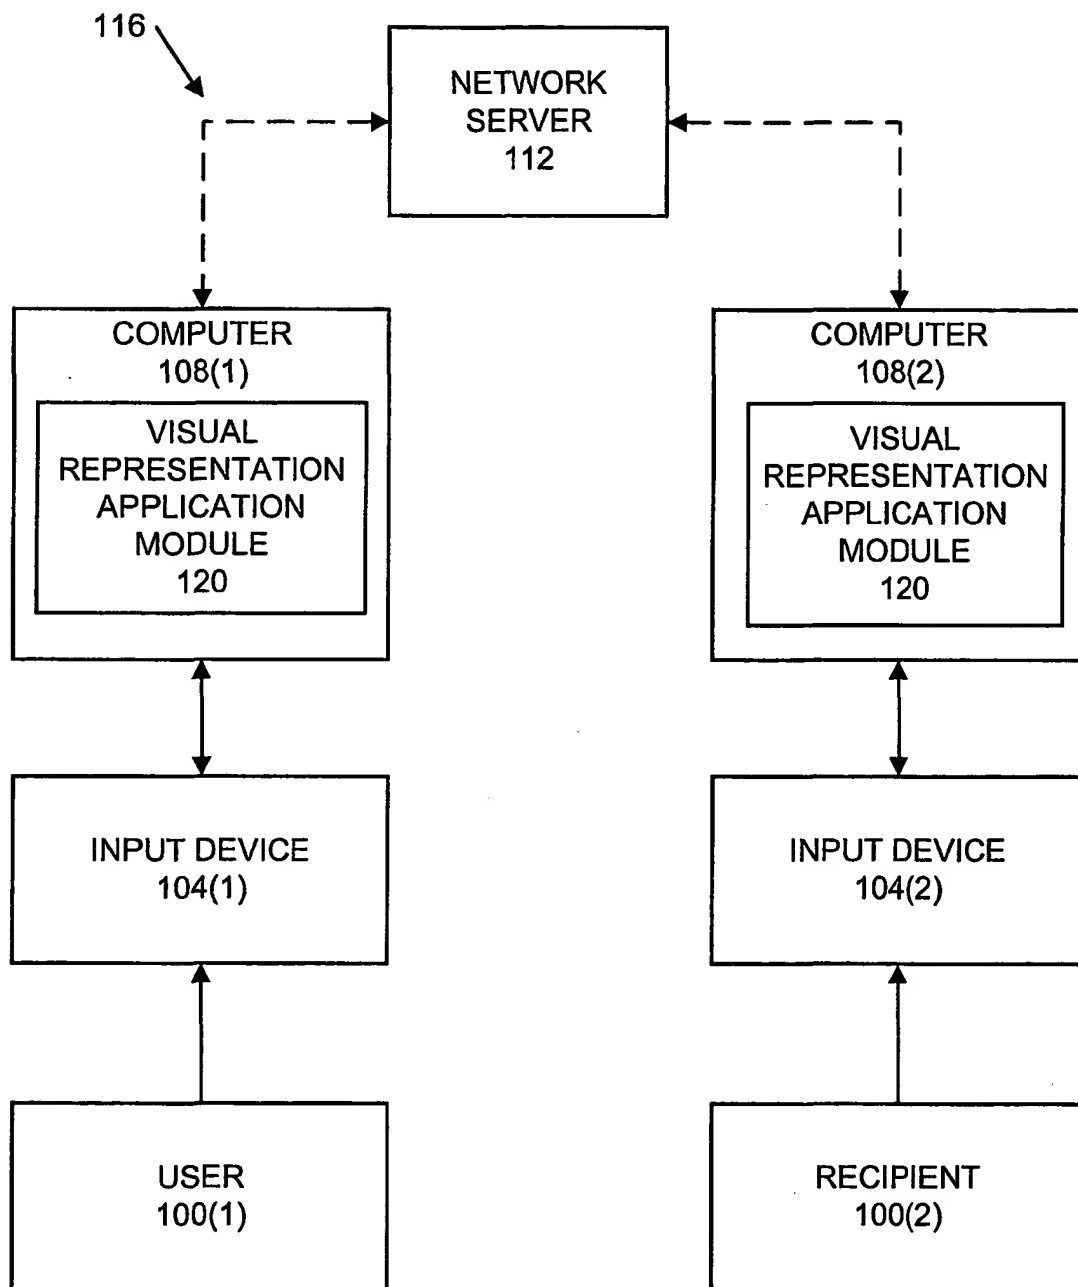 116
NETWORK
SERVER
112
COMPUTER
108(1)
VISUAL
REPRESENTATION
APPLICATION
MODULE
120
COMPUTER
108(2)
VISUAL
REPRESENTATION
APPLICATION
MODULE
120
INPUT DEVICE
104(1)
INPUT DEVICE
104(2)
USER
100(1)
RECIPIENT
100(2)